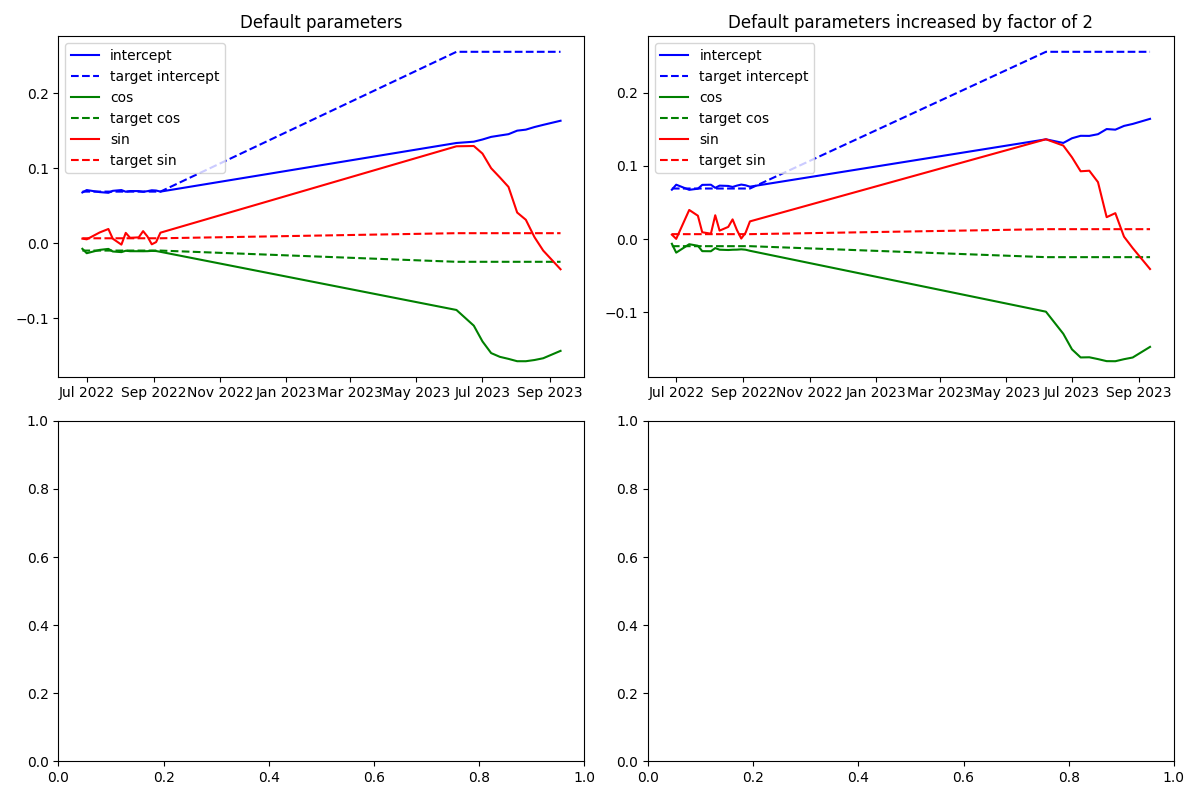 Default parameters
intercept
target intercept
cos
target cos
sin
target sin
0.2
0.1
0.0
−0.1
Jul 2022 Sep 2022 Nov 2022 Jan 2023 Mar 2023 May 2023 Jul 2023 Sep 2023
Default parameters increased by factor of 2
intercept
target intercept
cos
target cos
sin
target sin
0.2
0.1
0.0
−0.1
Jul 2022 Sep 2022 Nov 2022 Jan 2023 Mar 2023 May 2023 Jul 2023 Sep 2023
1.0
0.8
0.6
0.4
0.2
0.0
0.0 0.2 0.4 0.6 0.8 1.0
1.0
0.8
0.6
0.4
0.2
0.0
0.0 0.2 0.4 0.6 0.8 1.0